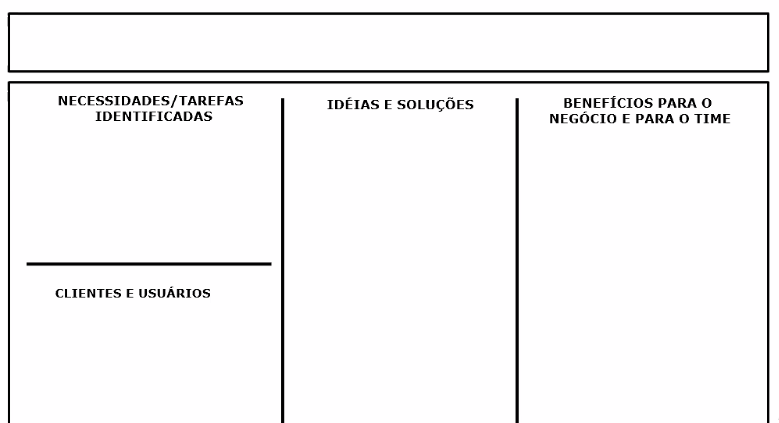 NECESSIDADES/TAREFAS
IDENTIFICADAS
CLIENTES E USUÁRIOS
IDÉIAS E SOLUÇÕES
BENEFÍCIOS PARA O
NEGÓCIO E PARA O TIME